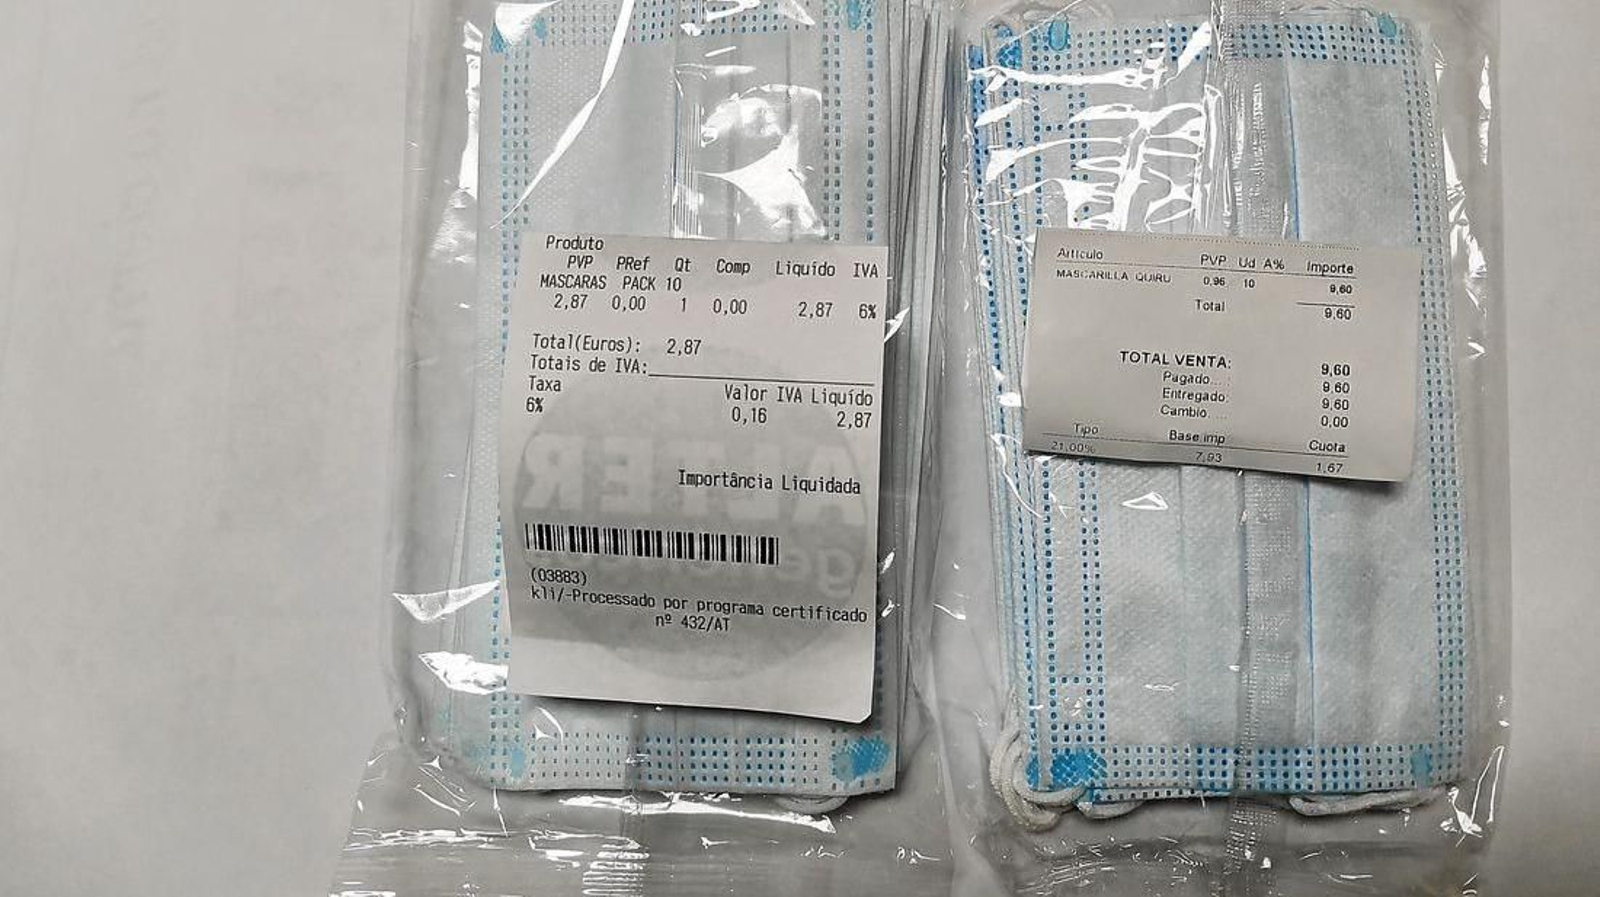 Produto
PVP PRef Qt Comp Liquído IVA
MASCARAS PACK 10
2,87 0,00 1 0,00 2,87 6%
Total(Euros): 2,87
Totais de IVA:
Taxa Valor IVA Liquído
6% 0,16 2,87
Importância Liquidada
(03883)
kli/-Processado por programa certificado
nº 432/AT
ALTER
Artículo PVP Ud A% Importe
MASCARILLA QUIRU 0,96 10 9,60
Total 9,60
TOTAL VENTA: 9,60
Pagado...: 9,60
Entregado: 9,60
Cambio.... 0,00
Tipo Base imp Cuota
21,00% 7,93 1,67